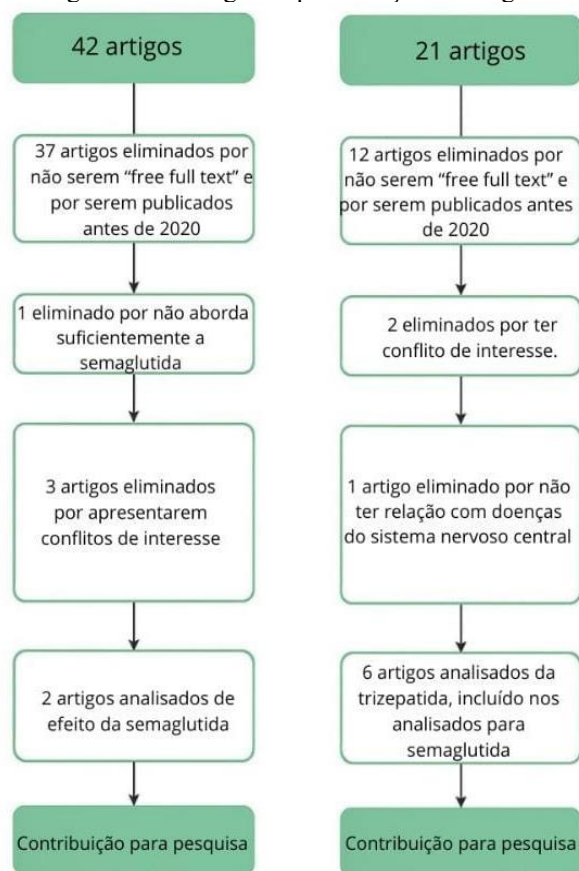 42 artigos
37 artigos eliminados por
não serem “free full text” e
por serem publicados
antes de 2020
1 eliminado por não aborda
suficientemente a
semaglutida
3 artigos eliminados
por apresentarem
conflitos de interesse
2 artigos analisados de
efeito da semaglutida
Contribuição para pesquisa
21 artigos
12 artigos eliminados por
não serem “free full text” e
por serem publicados antes
de 2020
2 eliminados por ter
conflito de interesse.
1 artigo eliminado por não
ter relação com doenças
do sistema nervoso central
6 artigos analisados da
trizepatida, incluído nos
analisados para
semaglutida
Contribuição para pesquisa